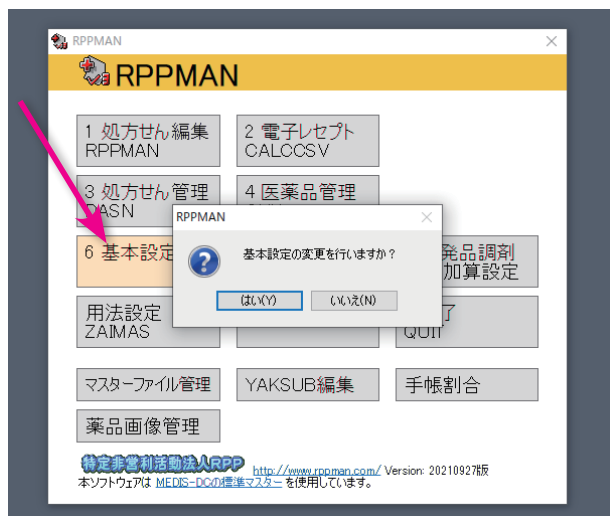 RPPMAN
RPPMAN
1 処方せん編集
RPPMAN
2 電子レセプト
CALCCSV
3 処方せん管理
DASN
4 医薬品管理
RPPMAN
基本設定の変更を行いますか？
はい(Y)
いいえ(N)
6 基本設定
発品調剤
加算設定
用法設定
ZAIMAS
了
QUIT
マスターファイル管理
YAKSUB編集
手帳割合
薬品画像管理
特定非営利活動法人RPP http://www.rppman.com/ Version: 20210927版
本ソフトウェアは MEDIS-DCの標準マスター を使用しています。